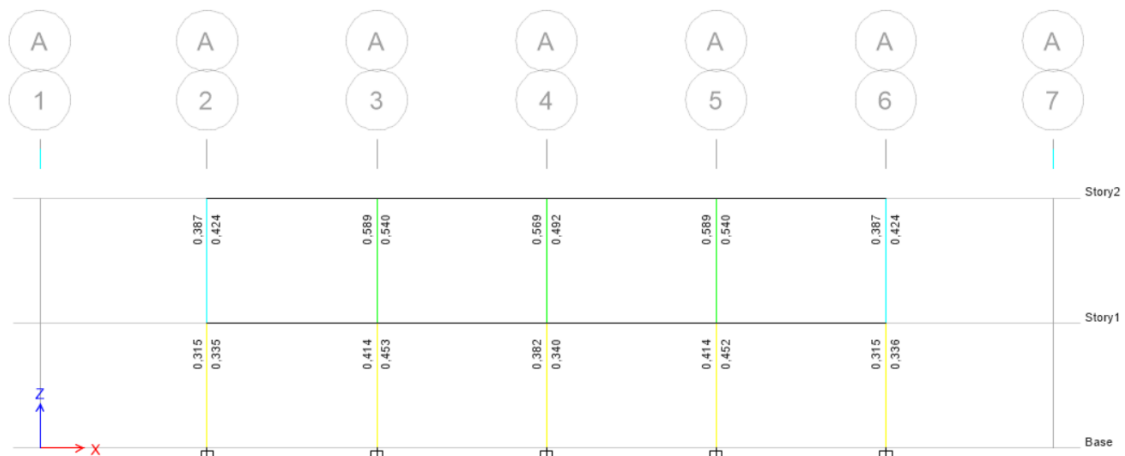 A A A A A A A
1 2 3 4 5 6 7
Story2
0,387 0,424 0,589 0,540 0,569 0,492 0,589 0,540 0,387 0,424
Story1
0,315 0,335 0,414 0,453 0,382 0,340 0,414 0,452 0,315 0,336
Z
X
Base